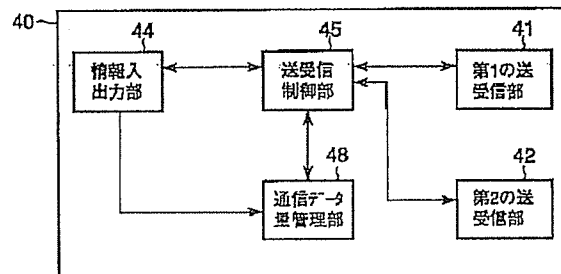 40
44
情報入
出力部
45
送受信
制御部
41
第1の送
受信部
48
通信データ
量管理部
42
第2の送
受信部